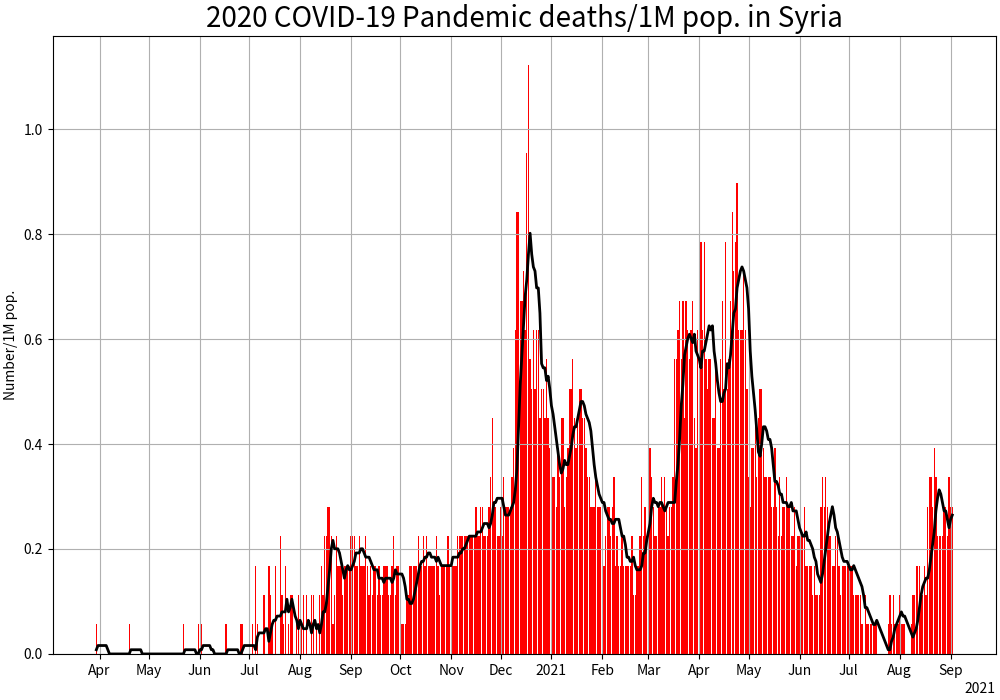 2020 COVID-19 Pandemic deaths/1M pop. in Syria
Number/1M pop.
1.0
0.8
0.6
0.4
0.2
0.0
Apr May Jun Jul Aug Sep Oct Nov Dec 2021 Feb Mar Apr May Jun Jul Aug Sep
2021